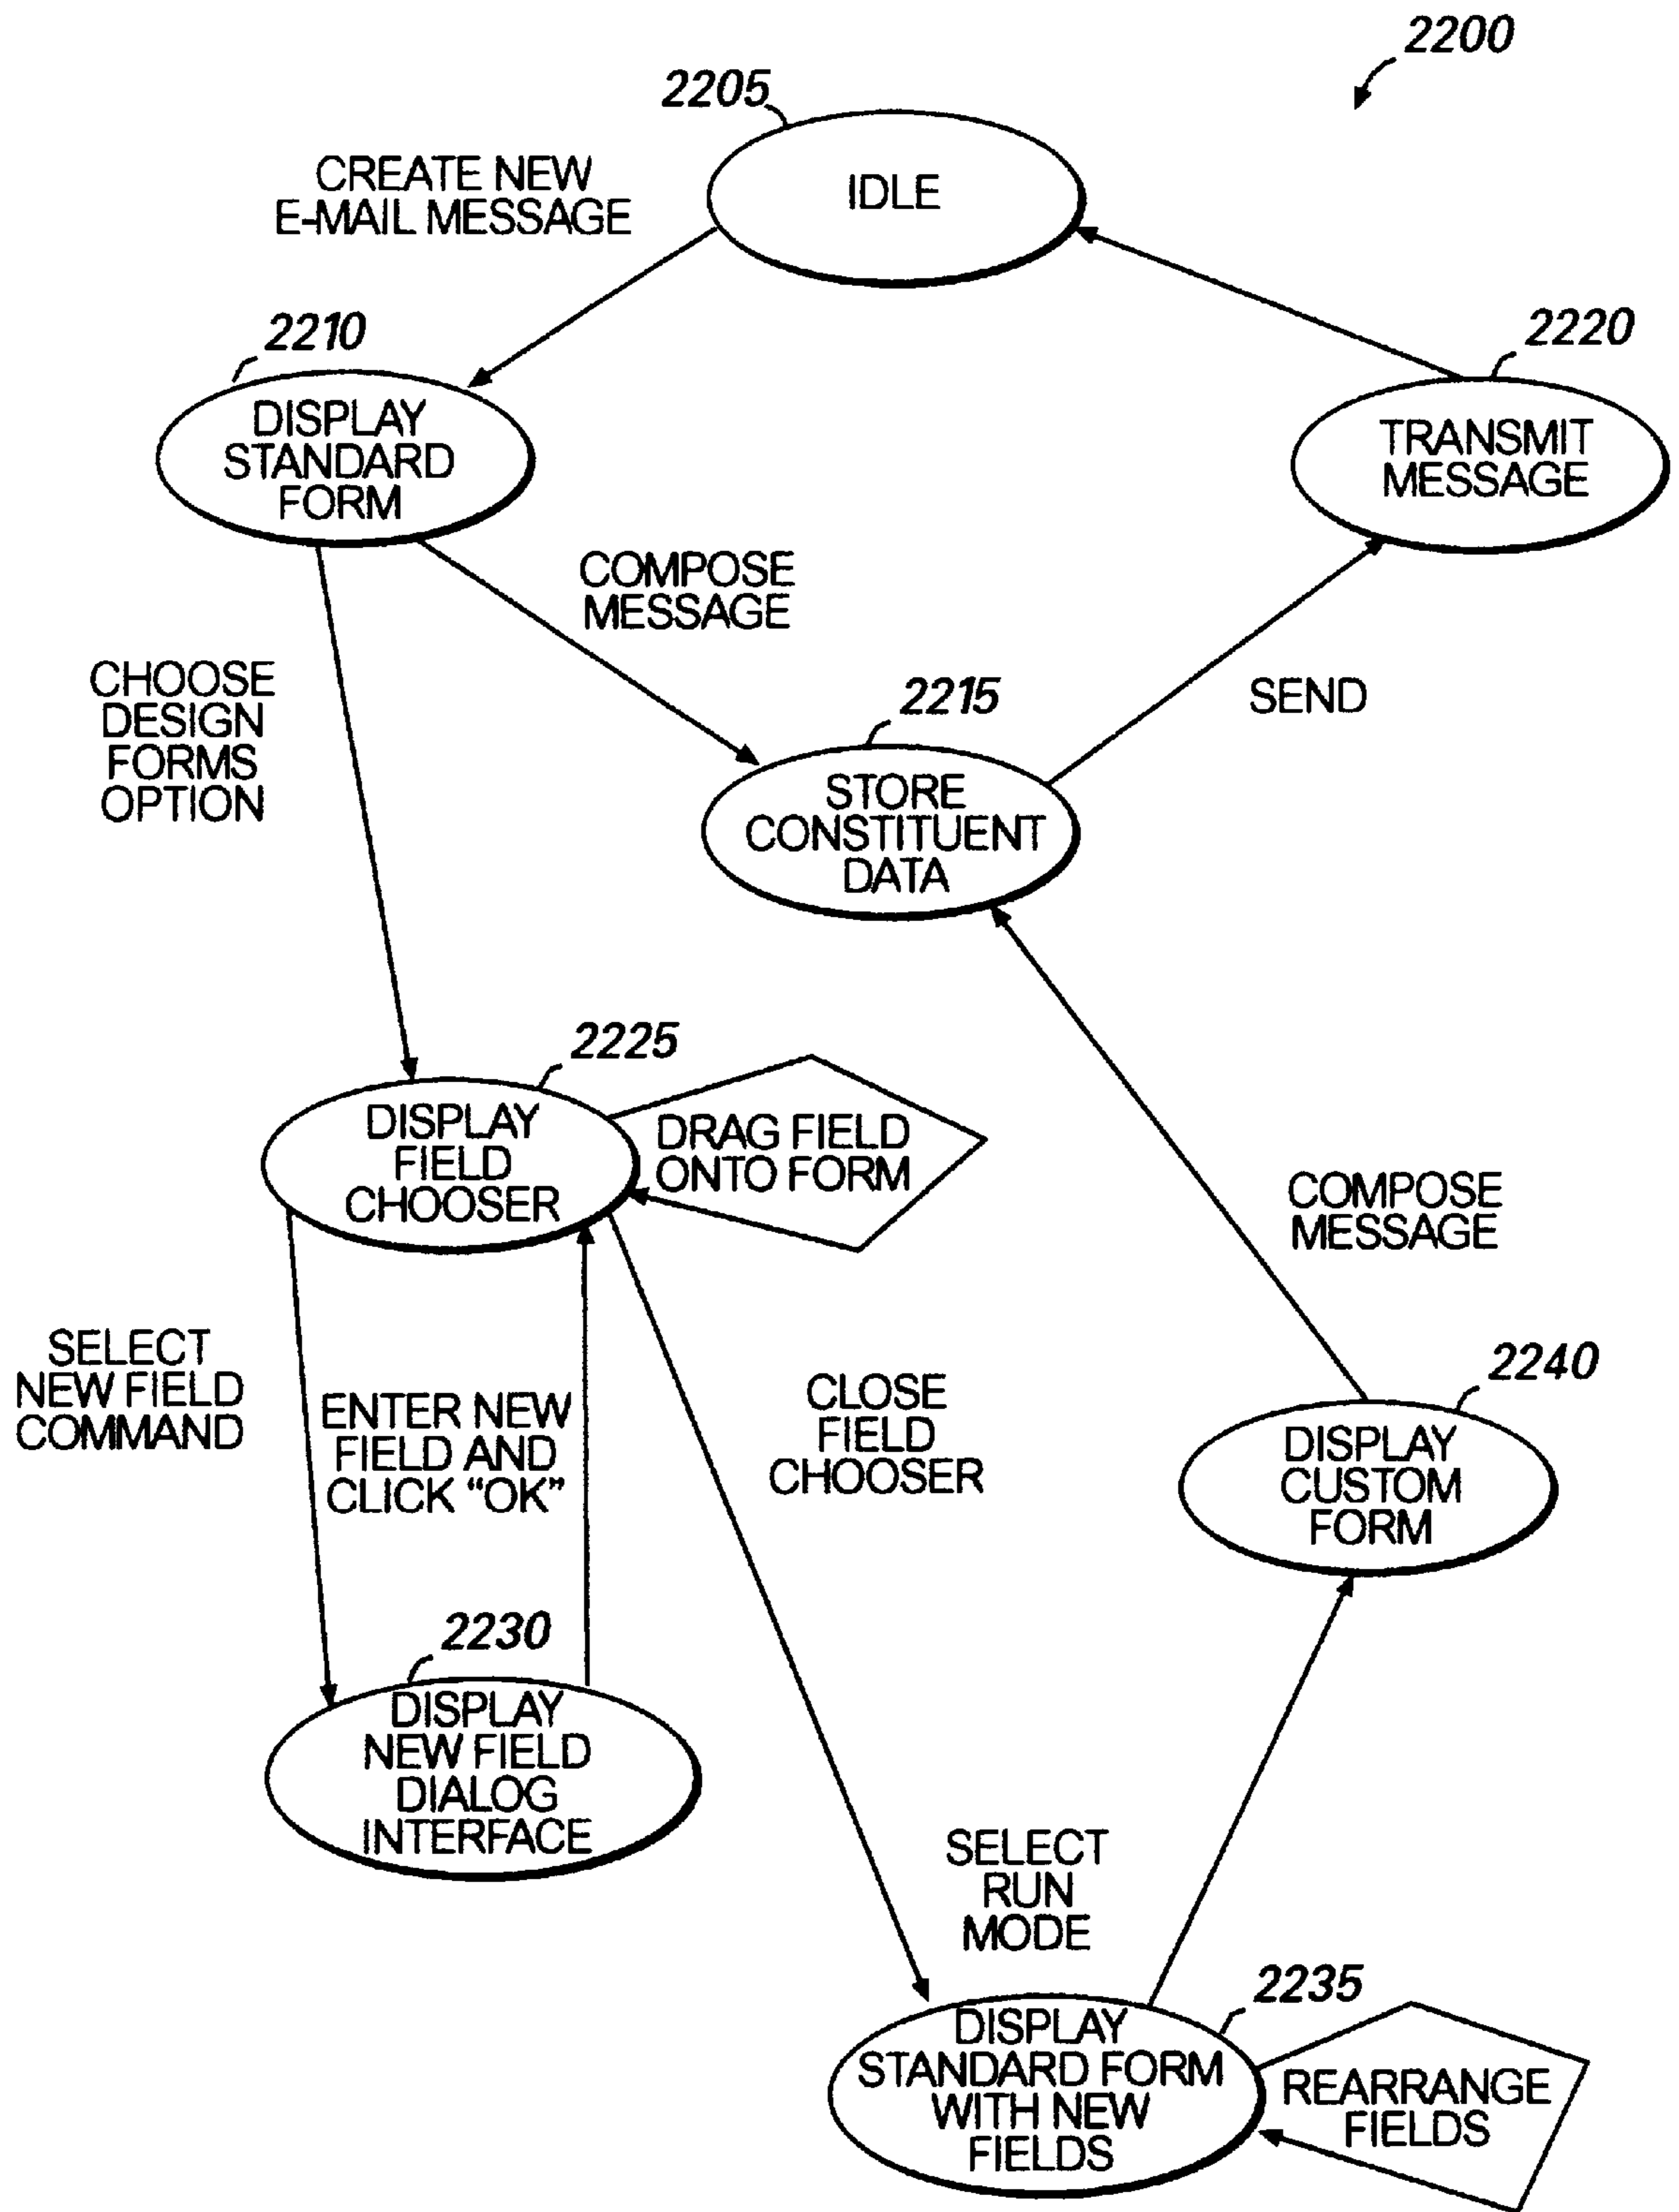 2200
2205
IDLE
CREATE NEW
E-MAIL MESSAGE
2210
DISPLAY
STANDARD
FORM
2220
TRANSMIT
MESSAGE
COMPOSE
MESSAGE
CHOOSE
DESIGN
FORMS
OPTION
2215
STORE
CONSTITUENT
DATA
SEND
2225
DISPLAY
FIELD
CHOOSER
DRAG FIELD
ONTO FORM
COMPOSE
MESSAGE
SELECT
NEW FIELD
COMMAND
ENTER NEW
FIELD AND
CLICK “OK”
CLOSE
FIELD
CHOOSER
2240
DISPLAY
CUSTOM
FORM
2230
DISPLAY
NEW FIELD
DIALOG
INTERFACE
SELECT
RUN
MODE
2235
DISPLAY
STANDARD FORM
WITH NEW
FIELDS
REARRANGE
FIELDS